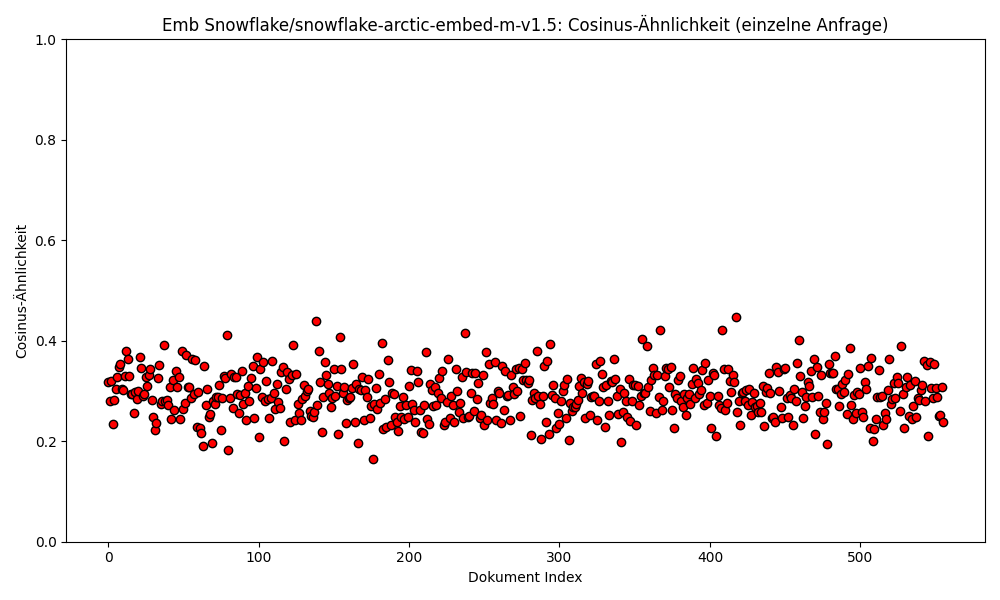 Emb Snowflake/snowflake-arctic-embed-m-v1.5: Cosinus-Ähnlichkeit (einzelne Anfrage)
1.0
0.8
0.6
0.4
0.2
0.0
Cosinus-Ähnlichkeit
0 100 200 300 400 500
Dokument Index